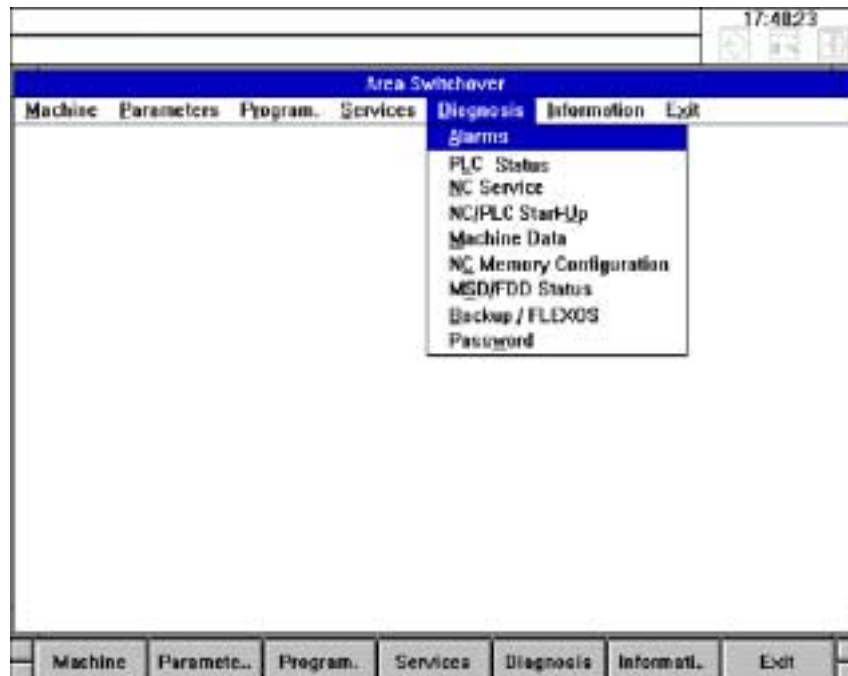 17:48:23
Area Switchover
Machine Parameters Program. Services Diagnosis Information Exit
Alarms
PLC Status
NC Service
NC/PLC Start-Up
Machine Data
NC Memory Configuration
MSD/FDD Status
Backup / FLEXOS
Password
Machine Paramete.. Program. Services Diagnosis Informati.. Exit